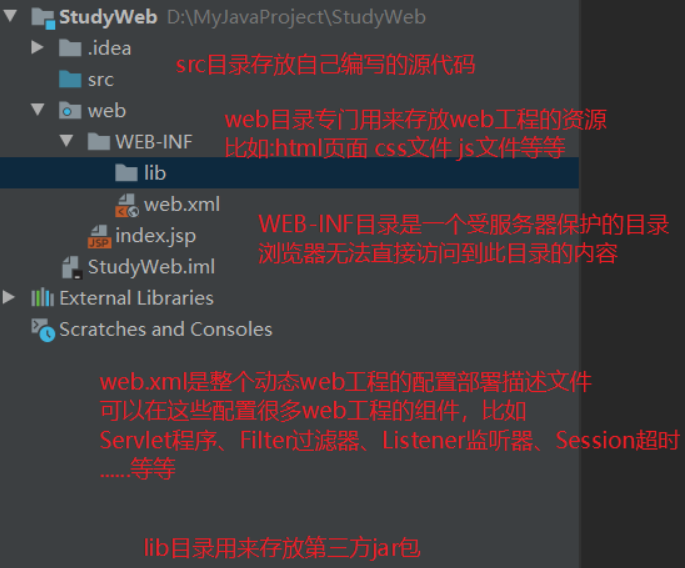 StudyWeb D:\MyJavaProject\StudyWeb
.idea
src目录存放自己编写的源代码
src
web
web目录专门用来存放web工程的资源
比如:html页面 css文件 js文件等等
WEB-INF
lib
web.xml
WEB-INF目录是一个受服务器保护的目录
浏览器无法直接访问到此目录的内容
JSP index.jsp
StudyWeb.iml
External Libraries
Scratches and Consoles
web.xml是整个动态web工程的配置部署描述文件
可以在这些配置很多web工程的组件，比如
Servlet程序、Filter过滤器、Listener监听器、Session超时
......等等
lib目录用来存放第三方jar包